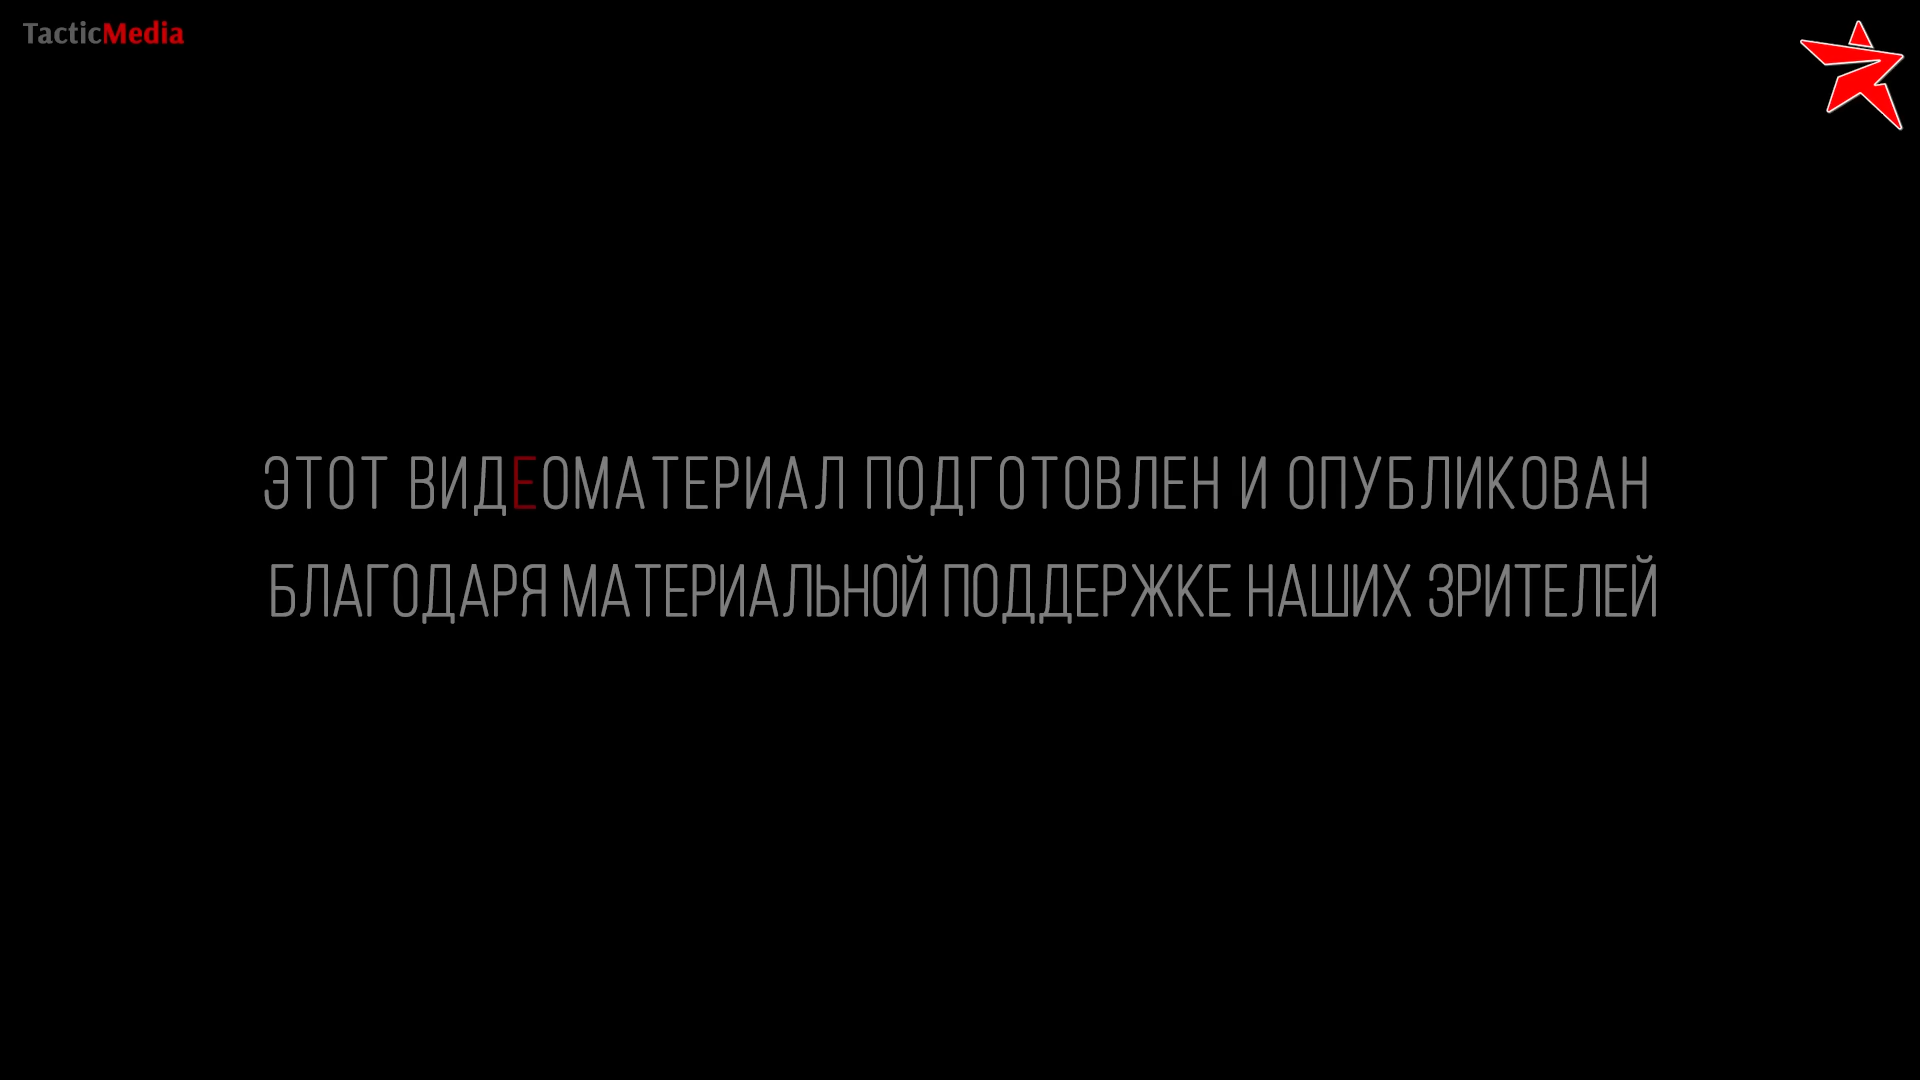 TacticMedia
ЭТОТ ВИДЕОМАТЕРИАЛ ПОДГОТОВЛЕН И ОПУБЛИКОВАН
БЛАГОДАРЯ МАТЕРИАЛЬНОЙ ПОДДЕРЖКЕ НАШИХ ЗРИТЕЛЕЙ